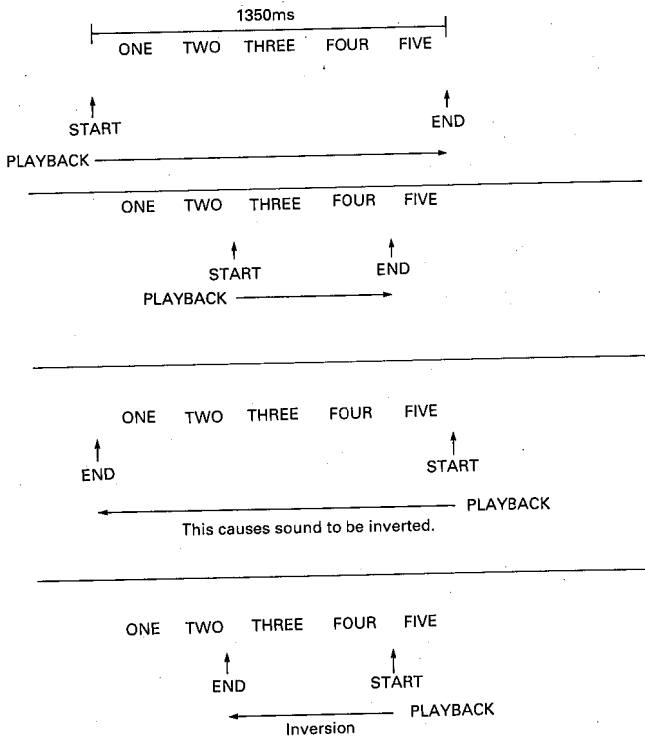 1350ms
ONE TWO THREE FOUR FIVE
START END
PLAYBACK
ONE TWO THREE FOUR FIVE
START END
PLAYBACK
ONE TWO THREE FOUR FIVE
END START
PLAYBACK
This causes sound to be inverted.
ONE TWO THREE FOUR FIVE
END START
PLAYBACK
Inversion